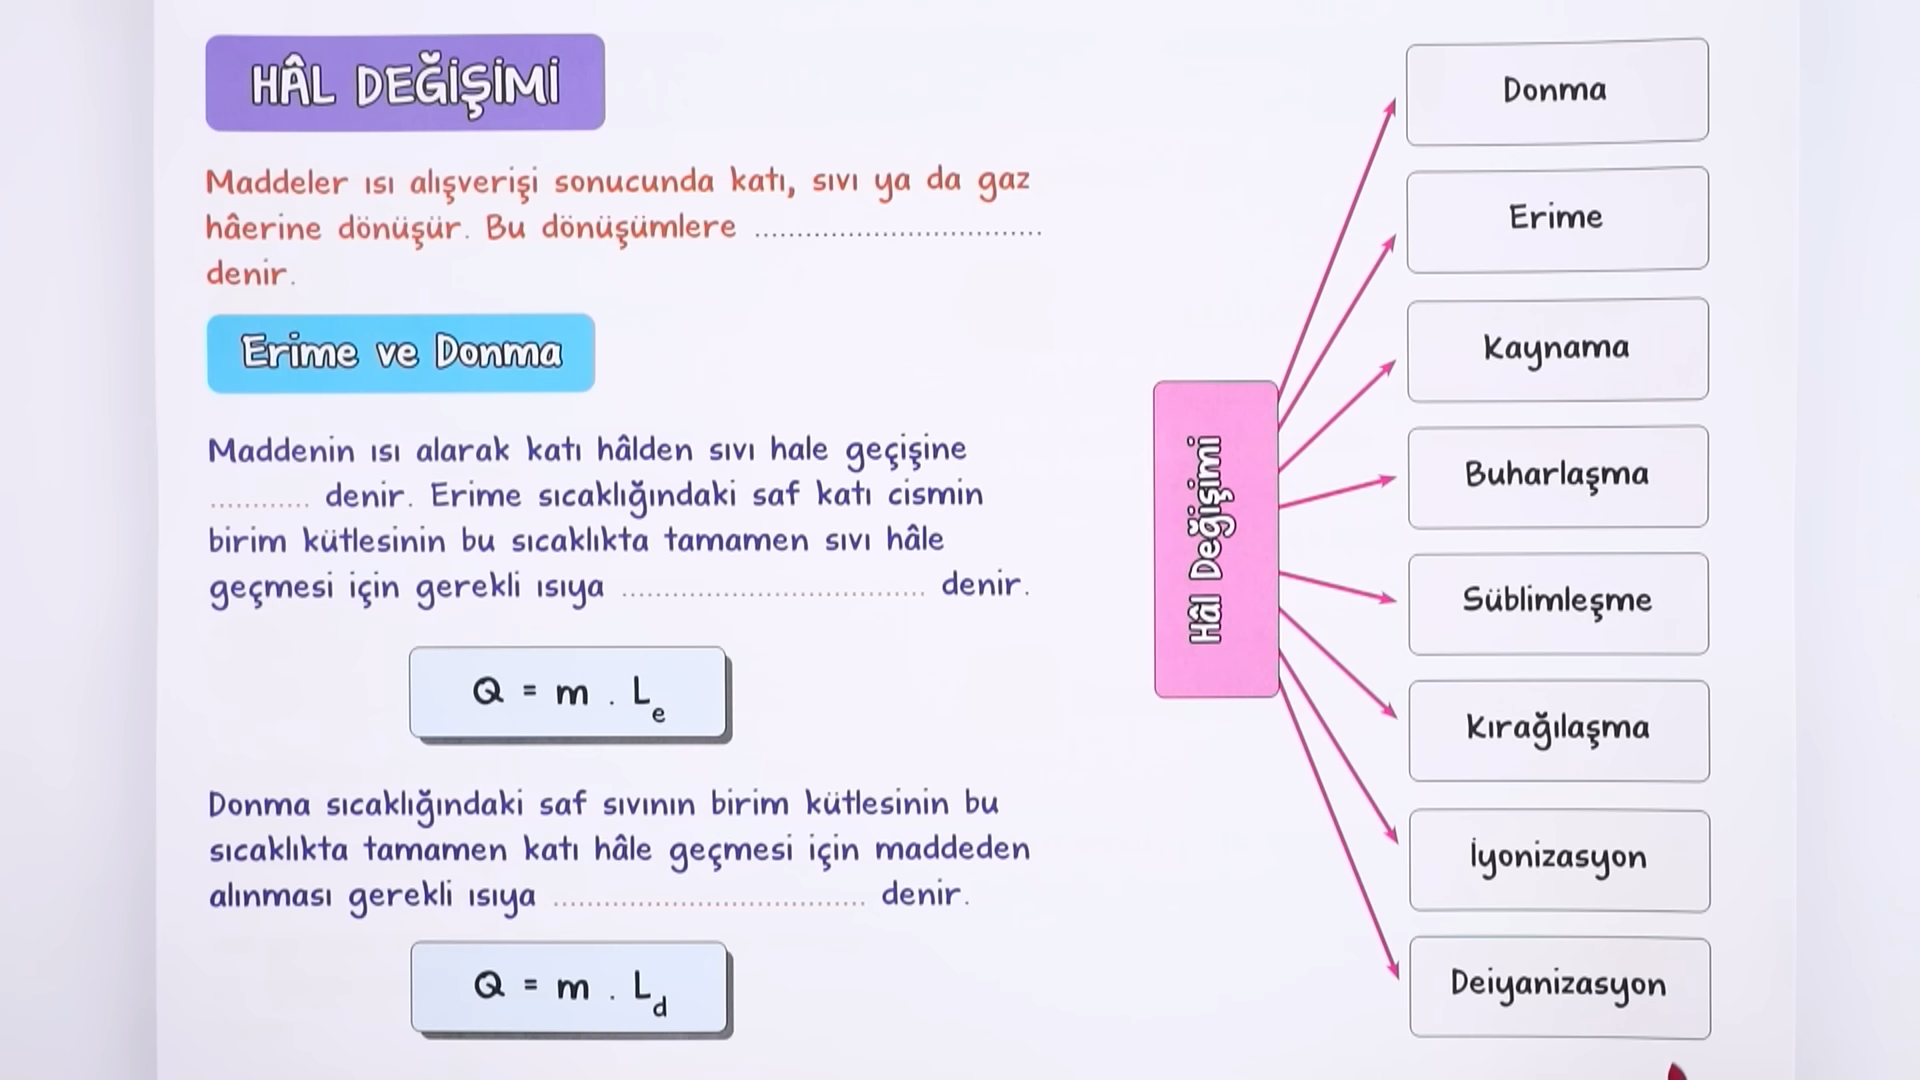 HÂL DEĞİŞİMİ
Maddeler ısı alışverişi sonucunda katı, sıvı ya da gaz
hâerine dönüşür. Bu dönüşümlere ................................
denir.
Erime ve Donma
Maddenin ısı alarak katı hâlden sıvı hale geçişine
............ denir. Erime sıcaklığındaki saf katı cismin
birim kütlesinin bu sıcaklıkta tamamen sıvı hâle
geçmesi için gerekli ısıya .................................. denir.
Q = m . Le
Donma sıcaklığındaki saf sıvının birim kütlesinin bu
sıcaklıkta tamamen katı hâle geçmesi için maddeden
alınması gerekli ısıya .................................. denir.
Q = m . Ld
Hâl Değişimi
Donma
Erime
Kaynama
Buharlaşma
Süblimleşme
Kırağılaşma
İyonizasyon
Deiyanizasyon